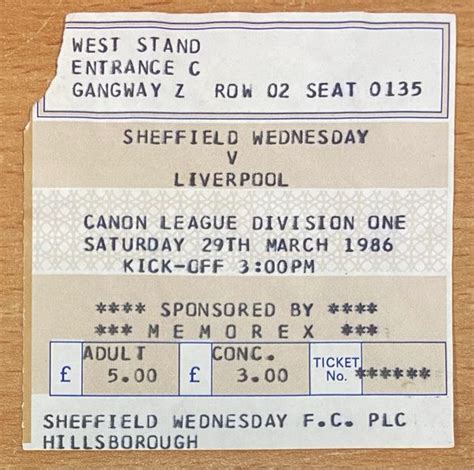 WEST STAND
ENTRANCE C
GANGWAY Z ROW 02 SEAT 0135
SHEFFIELD WEDNESDAY
V
LIVERPOOL
CANON LEAGUE DIVISION ONE
SATURDAY 29TH MARCH 1986
KICK-OFF 3:00PM
**** SPONSORED BY ****
*** M E M O R E X ***
£ ADULT 5.00 £ CONC. 3.00 TICKET No. ******
SHEFFIELD WEDNESDAY F.C. PLC
HILLSBOROUGH